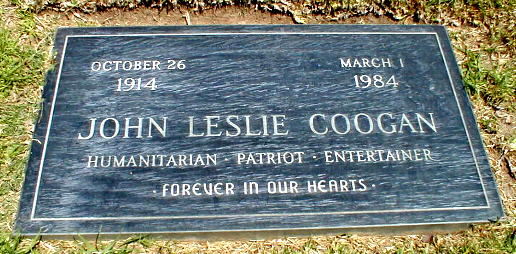 OCTOBER 26 MARCH 1
1914 1984
JOHN LESLIE COOGAN
HUMANITARIAN · PATRIOT · ENTERTAINER
· FOREVER IN OUR HEARTS ·